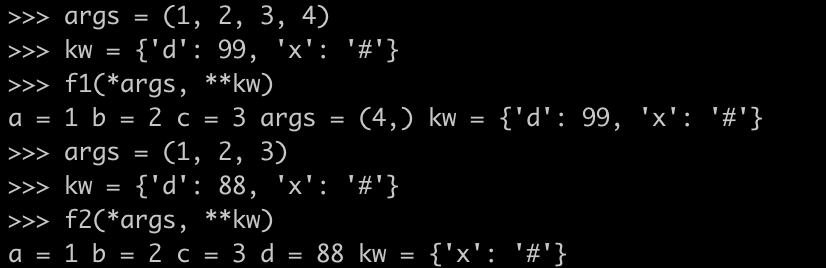 >>> args = (1, 2, 3, 4)
>>> kw = {'d': 99, 'x': '#'}
>>> f1(*args, **kw)
a = 1 b = 2 c = 3 args = (4,) kw = {'d': 99, 'x': '#'}
>>> args = (1, 2, 3)
>>> kw = {'d': 88, 'x': '#'}
>>> f2(*args, **kw)
a = 1 b = 2 c = 3 d = 88 kw = {'x': '#'}